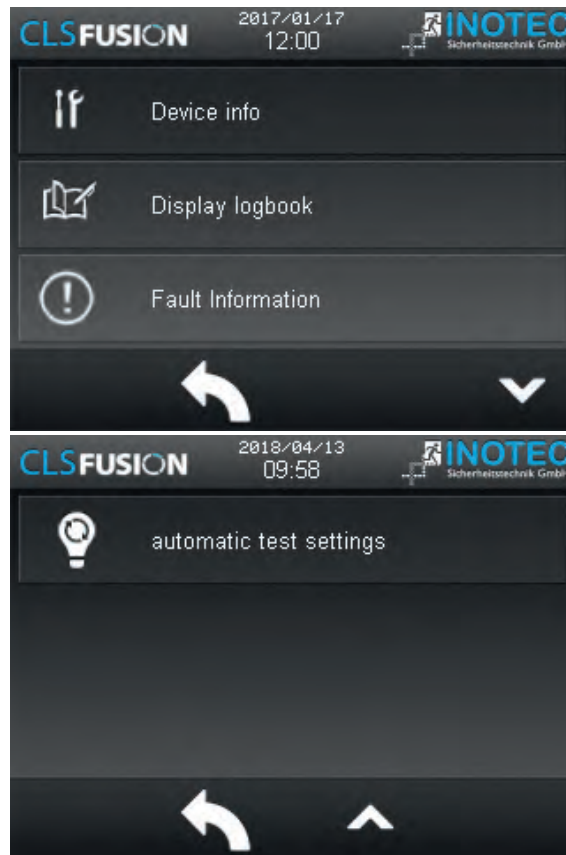 CLSFUSION
2017/01/17
12:00
INOTEC
Sicherheitstechnik GmbH
Device info
Display logbook
Fault Information
CLSFUSION
2018/04/13
09:58
INOTEC
Sicherheitstechnik GmbH
automatic test settings